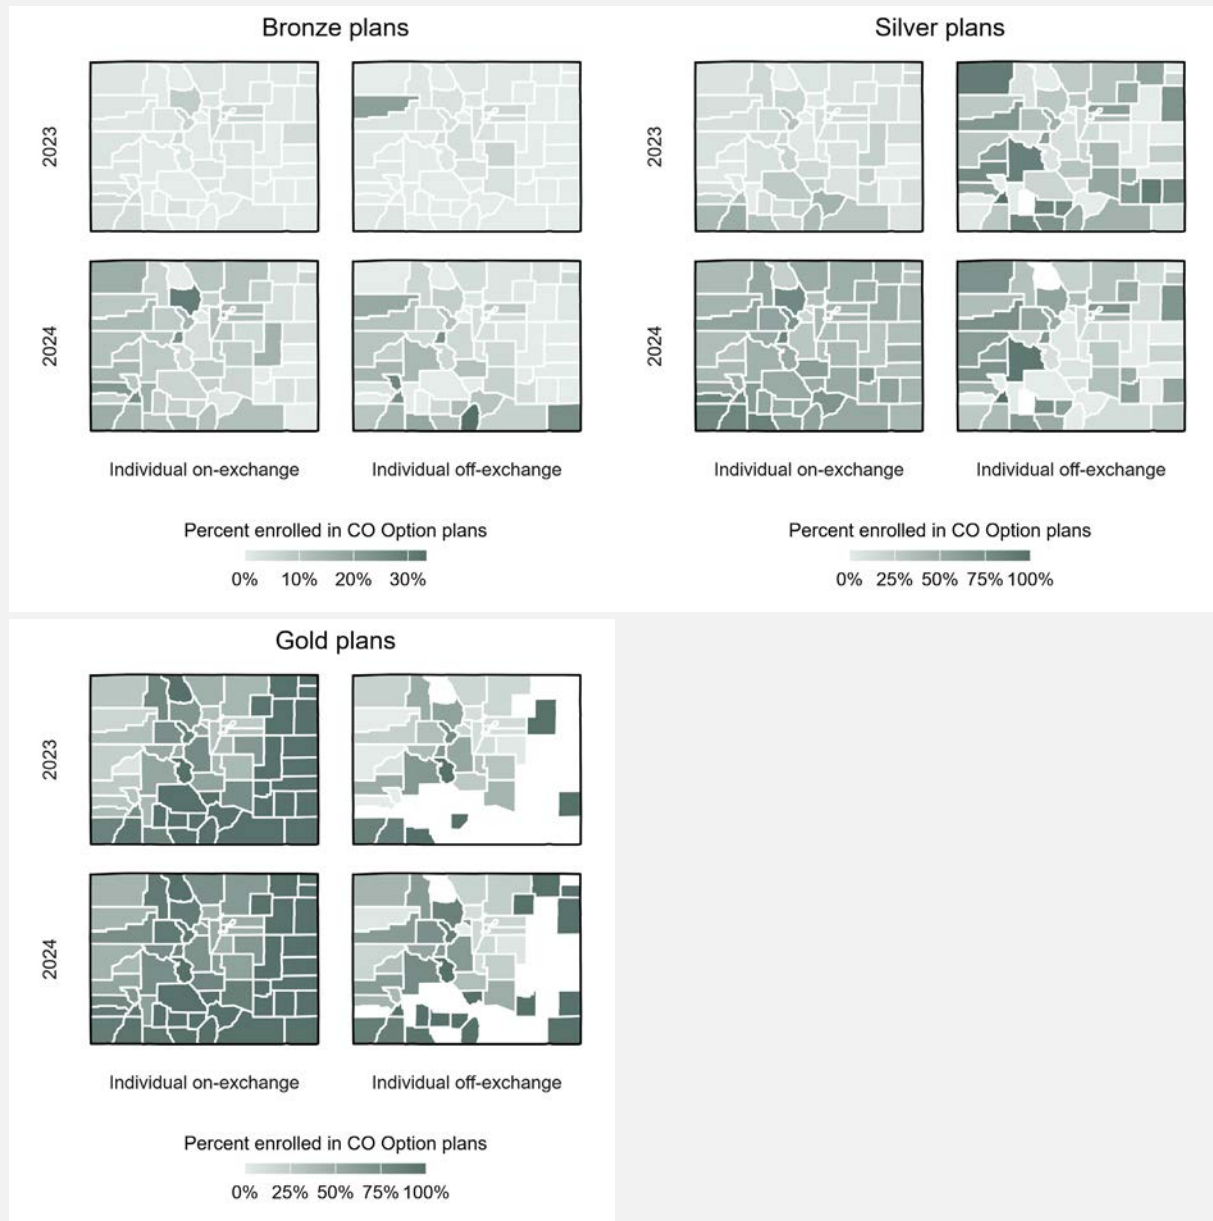 Bronze plans
2023
2024
Individual on-exchange
Individual off-exchange
Percent enrolled in CO Option plans
0% 10% 20% 30%
Silver plans
2023
2024
Individual on-exchange
Individual off-exchange
Percent enrolled in CO Option plans
0% 25% 50% 75% 100%
Gold plans
2023
2024
Individual on-exchange
Individual off-exchange
Percent enrolled in CO Option plans
0% 25% 50% 75% 100%